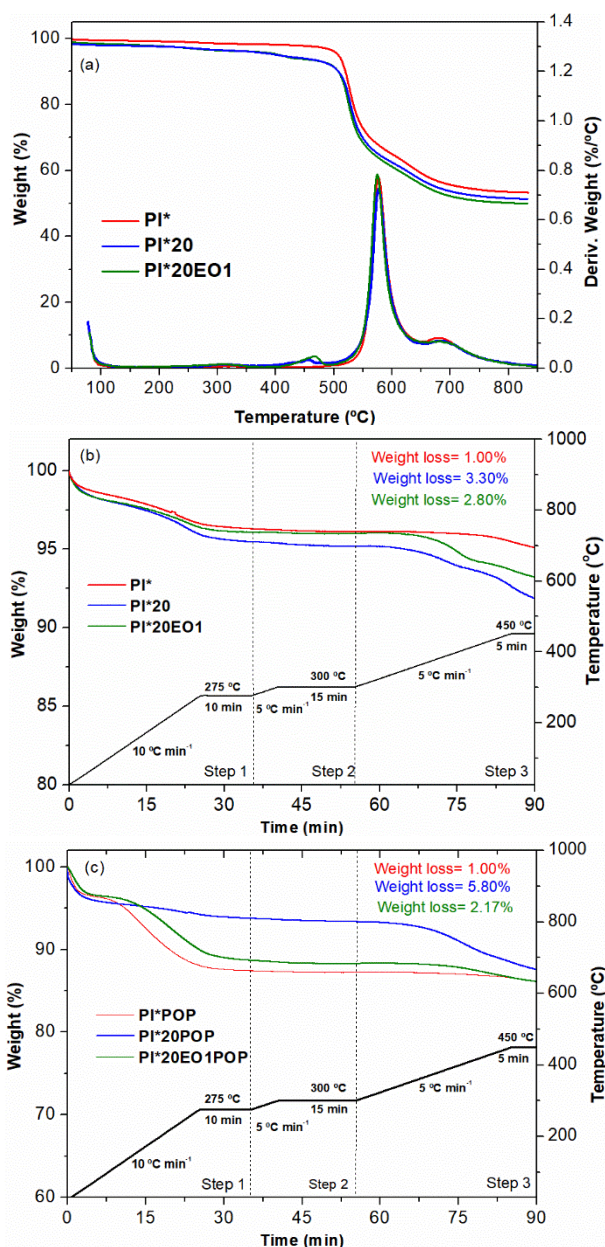 (a)
100
80
60
40
20
0
Weight (%)
1.4
1.2
1.0
0.8
0.6
0.4
0.2
0.0
Deriv. Weight (%/ºC)
PI*
PI*20
PI*20EO1
100 200 300 400 500 600 700 800
Temperature (ºC)
(b)
Weight loss= 1.00%
Weight loss= 3.30%
Weight loss= 2.80%
100
95
90
85
80
Weight (%)
1000
800
600
400
200
Temperature (ºC)
PI*
PI*20
PI*20EO1
450 ºC
5 min
275 ºC
10 min
300 ºC
15 min
10 ºC min-1
5 ºC min-1
5 ºC min-1
Step 1
Step 2
Step 3
0 15 30 45 60 75 90
Time (min)
(c)
Weight loss= 1.00%
Weight loss= 5.80%
Weight loss= 2.17%
100
90
80
70
60
Weight (%)
1000
800
600
400
200
Temperature (ºC)
PI*POP
PI*20POP
PI*20EO1POP
450 ºC
5 min
275 ºC
10 min
300 ºC
15 min
10 ºC min-1
5 ºC min-1
5 ºC min-1
Step 1
Step 2
Step 3
0 15 30 45 60 75 90
Time (min)